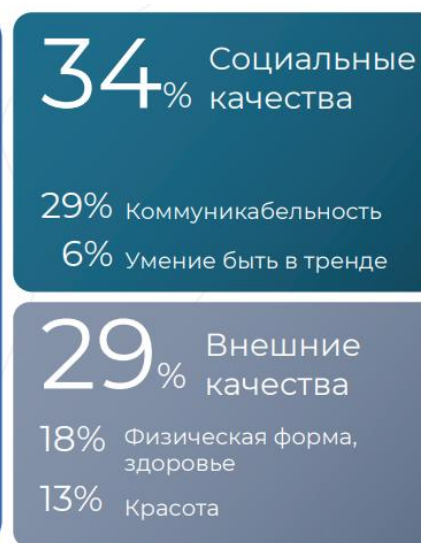 34% Социальные
качества
29% Коммуникабельность
6% Умение быть в тренде
29% Внешние
качества
18% Физическая форма,
здоровье
13% Красота